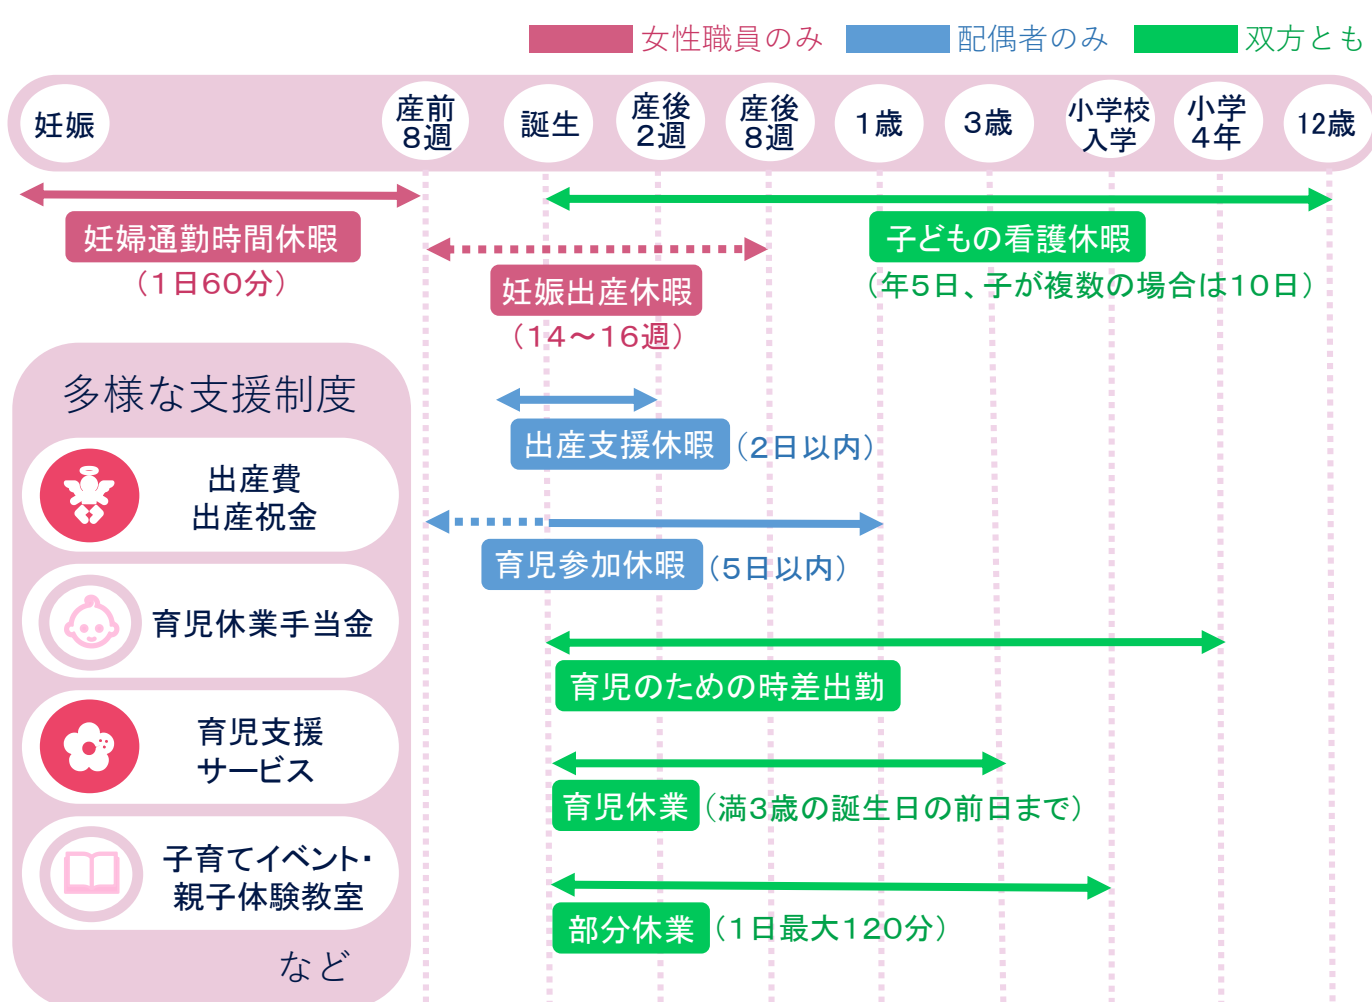 女性職員のみ 配偶者のみ 双方とも
妊娠
産前
8週
誕生
産後
2週
産後
8週
1歳
3歳
小学校
入学
小学
4年
12歳
妊婦通勤時間休暇
（1日60分）
妊娠出産休暇
（14〜16週）
子どもの看護休暇
（年5日、子が複数の場合は10日）
出産支援休暇（2日以内）
育児参加休暇（5日以内）
育児のための時差出勤
育児休業（満3歳の誕生日の前日まで）
部分休業（1日最大120分）
多様な支援制度
出産費
出産祝金
育児休業手当金
育児支援
サービス
子育てイベント・
親子体験教室
など